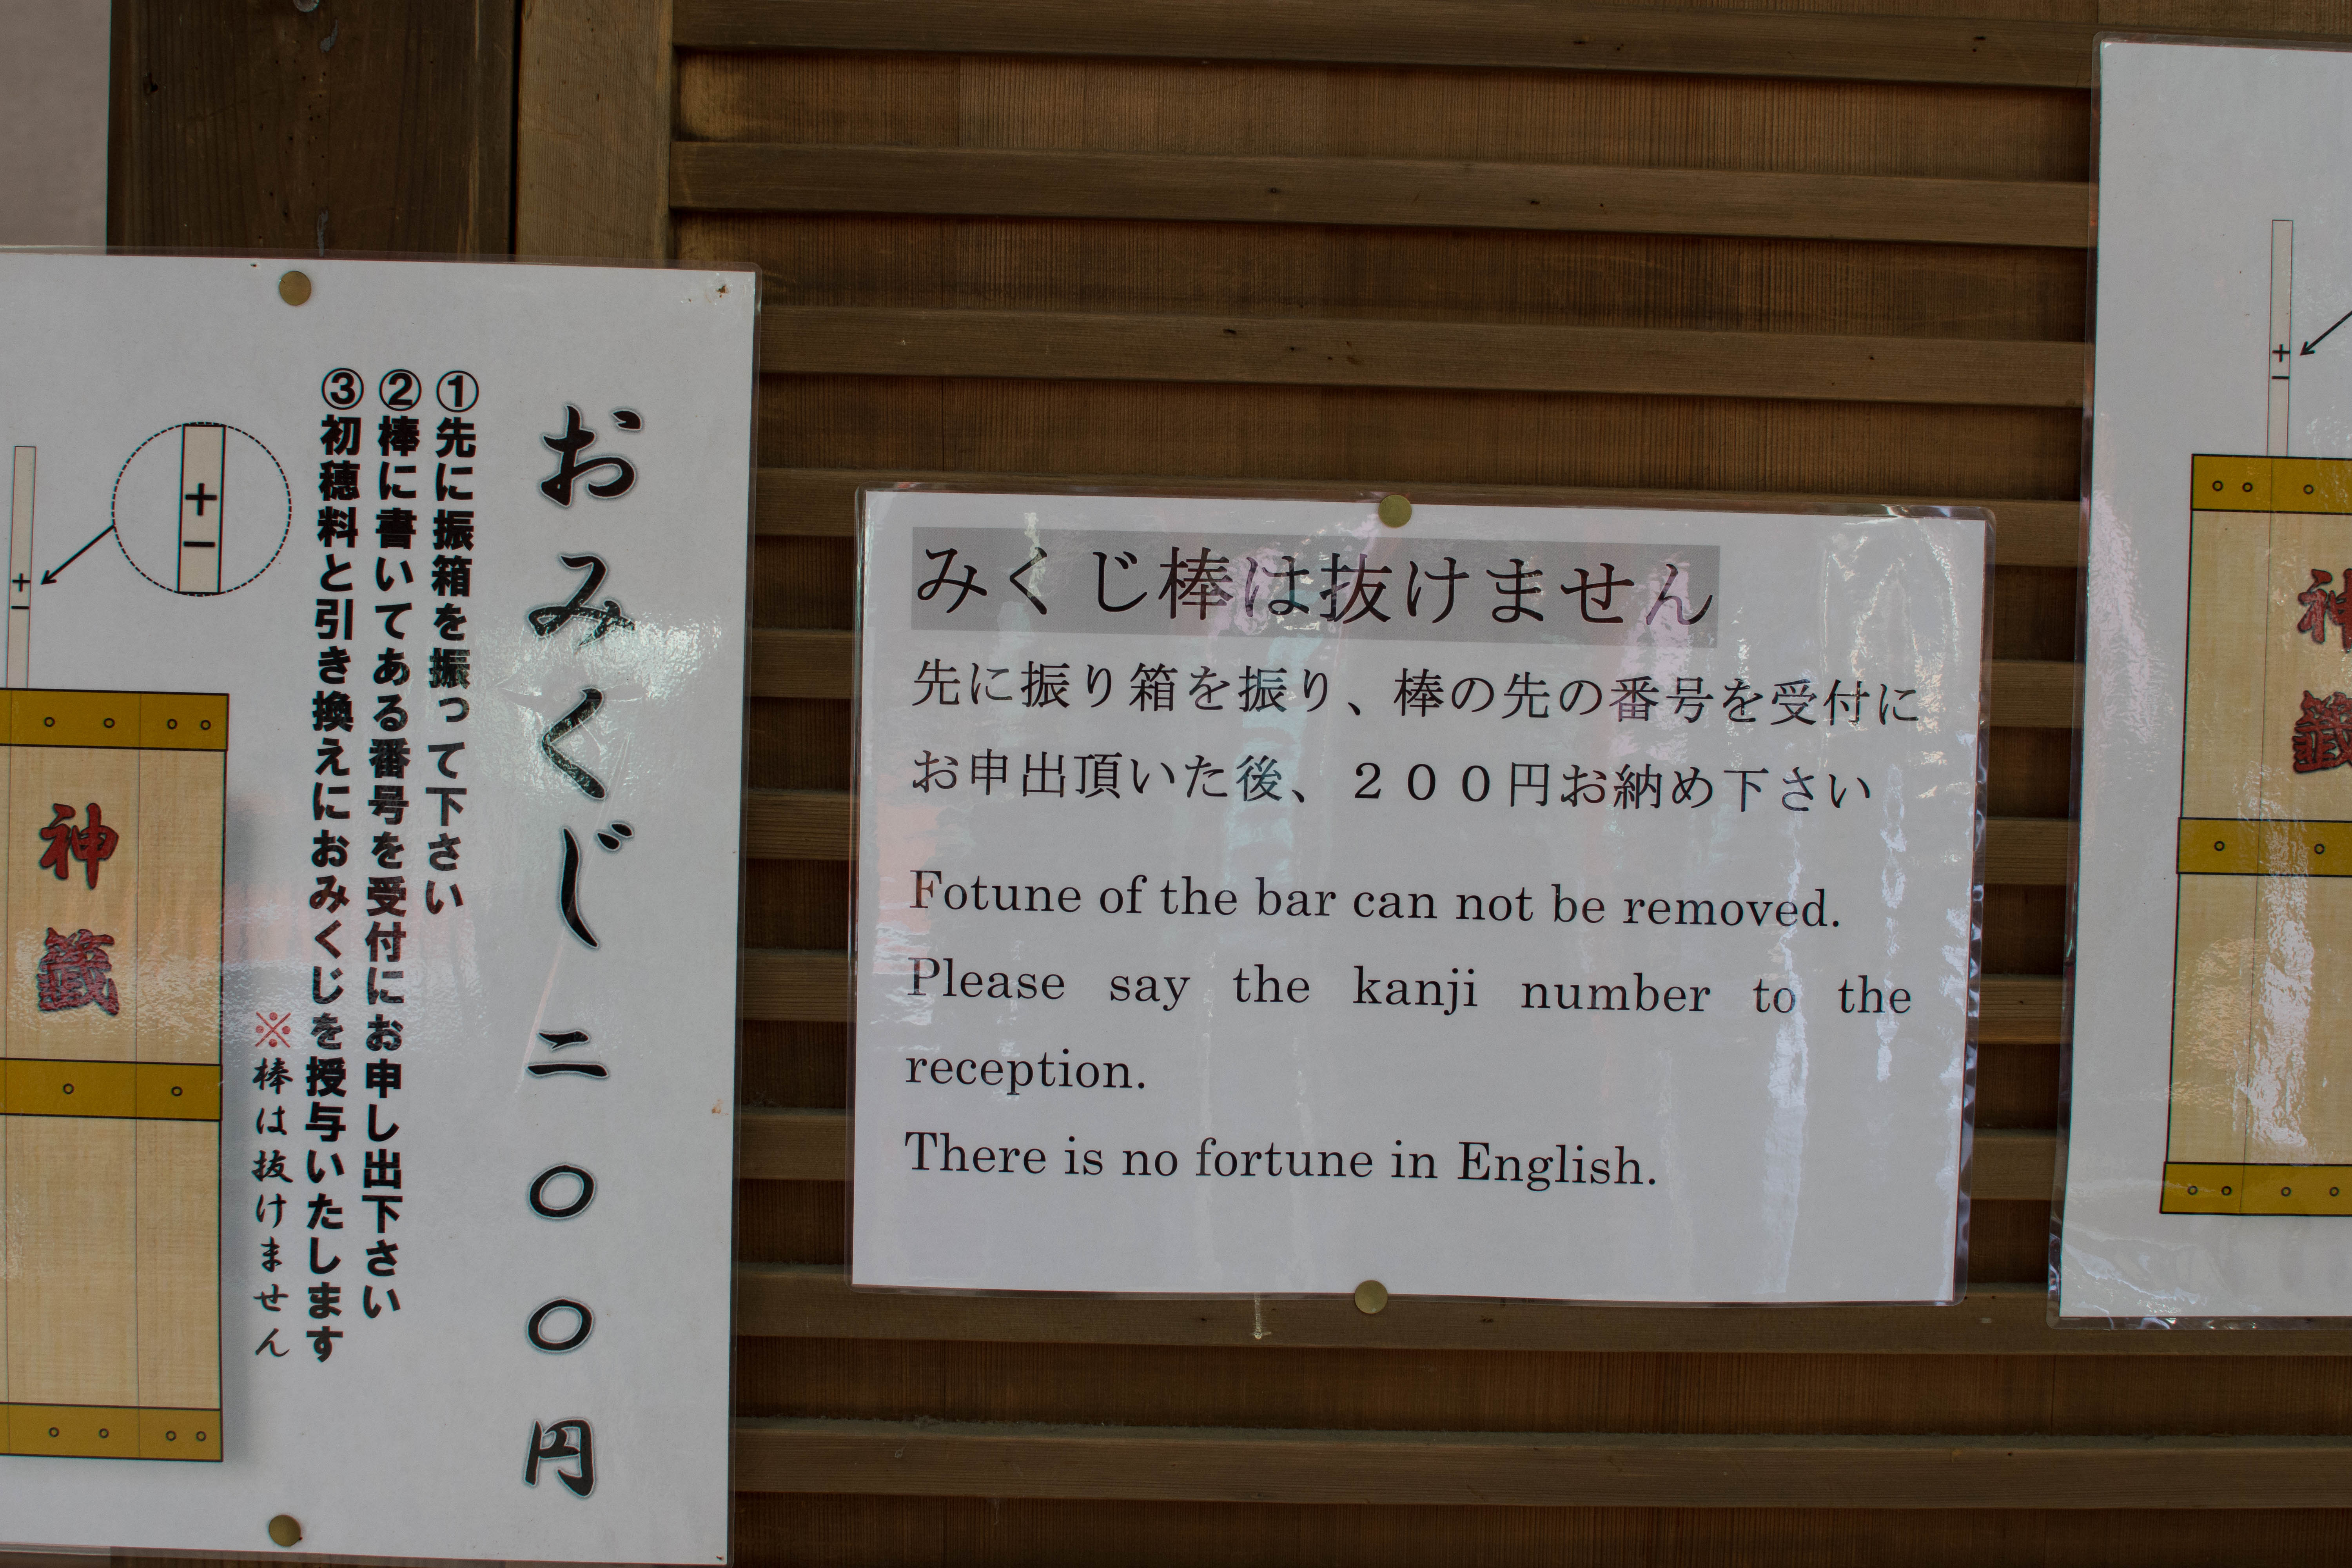 おみくじ 二〇〇円
①先に振箱を振って下さい
②棒に書いてある番号を受付にお申し出下さい
③初穂料と引き換えにおみくじを授与いたします
※棒は抜けません
十一
十一
神籤
みくじ棒は抜けません
先に振り箱を振り、棒の先の番号を受付に
お申出頂いた後、２００円お納め下さい
Fotune of the bar can not be removed.
Please say the kanji number to the
reception.
There is no fortune in English.
十一
神籤